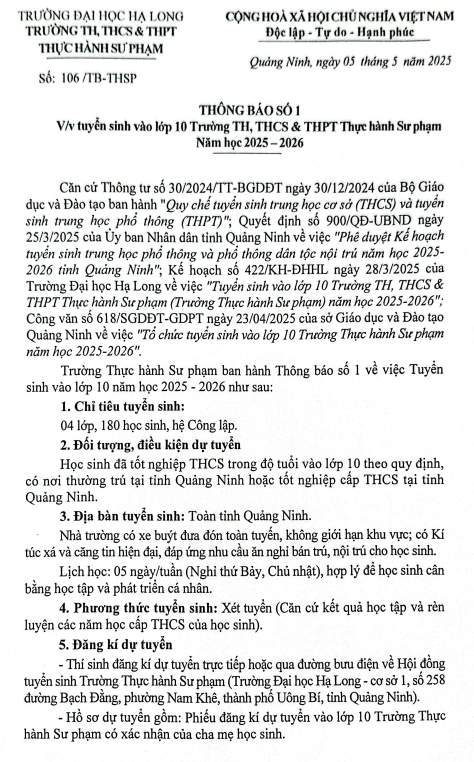 TRƯỜNG ĐẠI HỌC HẠ LONG
TRƯỜNG TH, THCS & THPT
THỰC HÀNH SƯ PHẠM
Số: 106 /TB-THSP
CỘNG HOÀ XÃ HỘI CHỦ NGHĨA VIỆT NAM
Độc lập - Tự do - Hạnh phúc
Quảng Ninh, ngày 05 tháng 5 năm 2025
THÔNG BÁO SỐ 1
V/v tuyển sinh vào lớp 10 Trường TH, THCS & THPT Thực hành Sư phạm
Năm học 2025 – 2026
Căn cứ Thông tư số 30/2024/TT-BGDĐT ngày 30/12/2024 của Bộ Giáo
dục và Đào tạo ban hành "Quy chế tuyển sinh trung học cơ sở (THCS) và tuyển
sinh trung học phổ thông (THPT)"; Quyết định số 900/QĐ-UBND ngày
25/3/2025 của Ủy ban Nhân dân tỉnh Quảng Ninh về việc "Phê duyệt Kế hoạch
tuyển sinh trung học phổ thông và phổ thông dân tộc nội trú năm học 2025-
2026 tỉnh Quảng Ninh"; Kế hoạch số 422/KH-ĐHHL ngày 28/3/2025 của
Trường Đại học Hạ Long về việc "Tuyển sinh vào lớp 10 Trường TH, THCS &
THPT Thực hành Sư phạm (Trường Thực hành Sư phạm) năm học 2025-2026";
Công văn số 618/SGDĐT-GDPT ngày 23/04/2025 của sở Giáo dục và Đào tạo
Quảng Ninh về việc "Tổ chức tuyển sinh vào lớp 10 Trường Thực hành Sư phạm
năm học 2025-2026".
Trường Thực hành Sư phạm ban hành Thông báo số 1 về việc Tuyển
sinh vào lớp 10 năm học 2025 - 2026 như sau:
1. Chỉ tiêu tuyển sinh:
04 lớp, 180 học sinh, hệ Công lập.
2. Đối tượng, điều kiện dự tuyển
Học sinh đã tốt nghiệp THCS trong độ tuổi vào lớp 10 theo quy định,
có nơi thường trú tại tỉnh Quảng Ninh hoặc tốt nghiệp cấp THCS tại tỉnh
Quảng Ninh.
3. Địa bàn tuyển sinh: Toàn tỉnh Quảng Ninh.
Nhà trường có xe buýt đưa đón toàn tuyến, không giới hạn khu vực; có Kí
túc xá và căng tin hiện đại, đáp ứng nhu cầu ăn nghỉ bán trú, nội trú cho học sinh.
Lịch học: 05 ngày/tuần (Nghỉ thứ Bảy, Chủ nhật), hợp lý để học sinh cân
bằng học tập và phát triển cá nhân.
4. Phương thức tuyển sinh: Xét tuyển (Căn cứ kết quả học tập và rèn
luyện các năm học cấp THCS của học sinh).
5. Đăng kí dự tuyển
- Thí sinh đăng kí dự tuyển trực tiếp hoặc qua đường bưu điện về Hội đồng
tuyển sinh Trường Thực hành Sư phạm (Trường Đại học Hạ Long - cơ sở 1, số 258
đường Bạch Đằng, phường Nam Khê, thành phố Uông Bí, tỉnh Quảng Ninh).
- Hồ sơ dự tuyển gồm: Phiếu đăng kí dự tuyển vào lớp 10 Trường Thực
hành Sư phạm có xác nhận của cha mẹ học sinh.